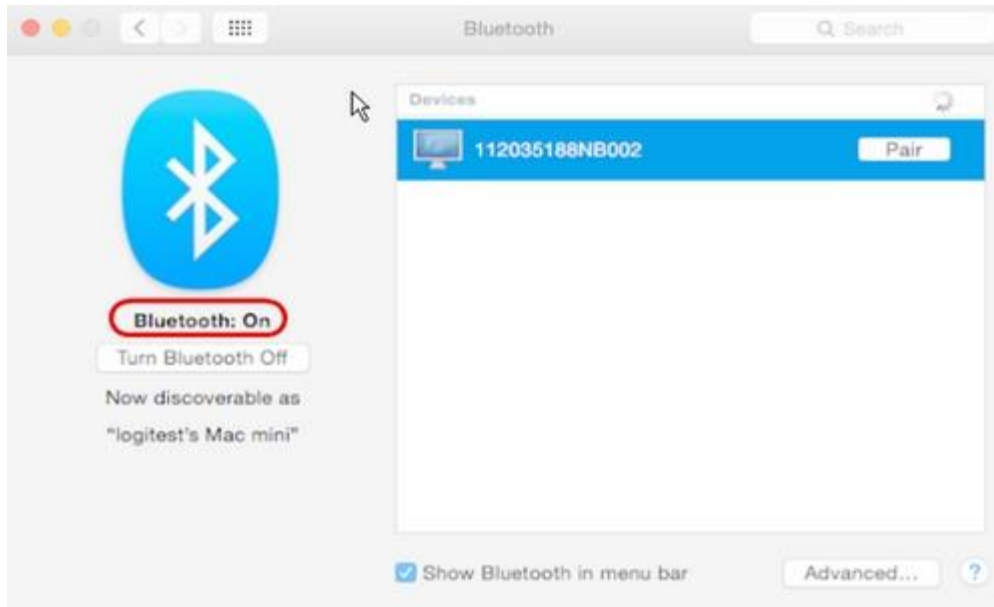 Bluetooth
Search
Devices
112035188NB002
Pair
Bluetooth: On
Turn Bluetooth Off
Now discoverable as
"logitest's Mac mini"
Show Bluetooth in menu bar
Advanced...
?